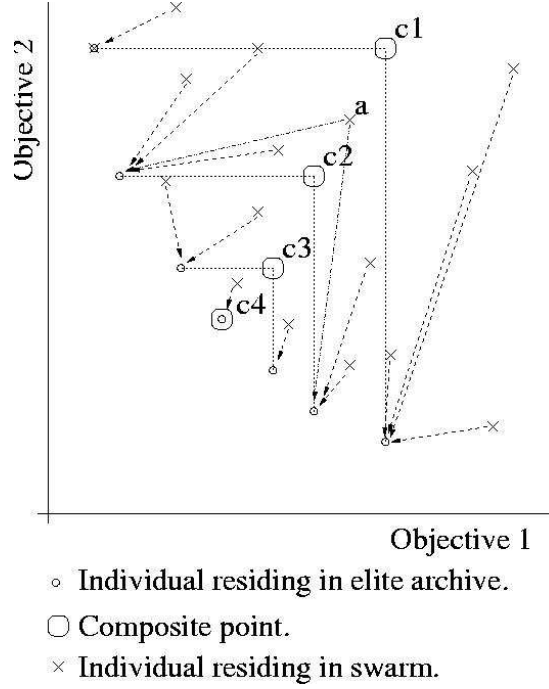 c1
Objective 2
a
c2
c3
c4
Objective 1
Individual residing in elite archive.
Composite point.
Individual residing in swarm.